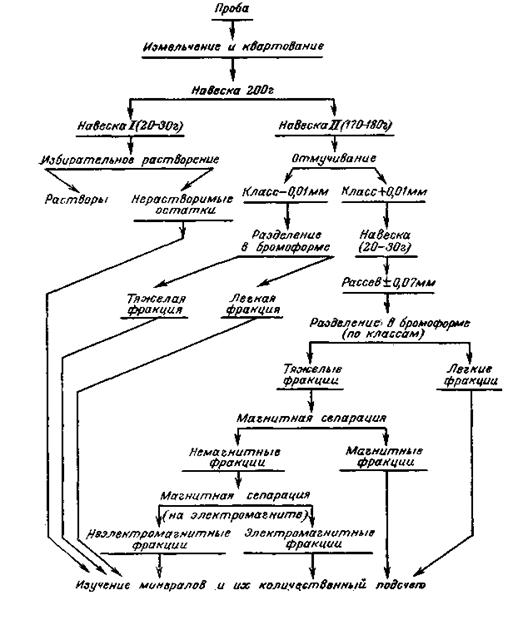 Проба
Измельчение и квартование
Навеска 200г
Навеска I (20-30г)
Навеска II (170-180г)
Избирательное растворение
Отмучивание
Растворы
Нерастворимые
остатки
Класс-0,01мм
Класс+0,01мм
Разделение
в бромоформе
Навеска
(20-30г)
Рассев ±0,07мм
Тяжелая
фракция
Легкая
фракция
Разделение в бромоформе
(по классам)
Тяжелые
фракции
Легкие
фракции
Магнитная сепарация
Немагнитные
фракции
Магнитные
фракции
Магнитная сепарация
(на электромагните)
Неэлектромагнитные
фракции
Электромагнитные
фракции
Изучение минералов и их количественный подсчет